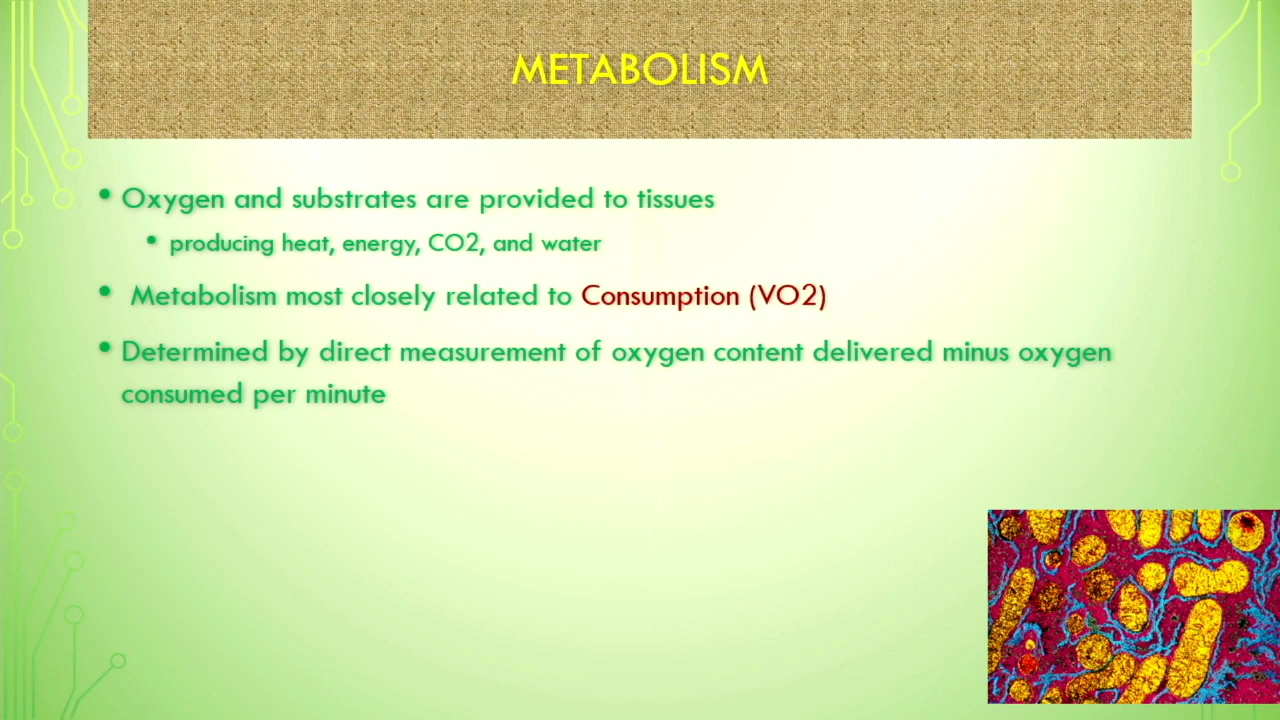 METABOLISM
• Oxygen and substrates are provided to tissues
• producing heat, energy, CO2, and water
• Metabolism most closely related to Consumption (VO2)
• Determined by direct measurement of oxygen content delivered minus oxygen
consumed per minute